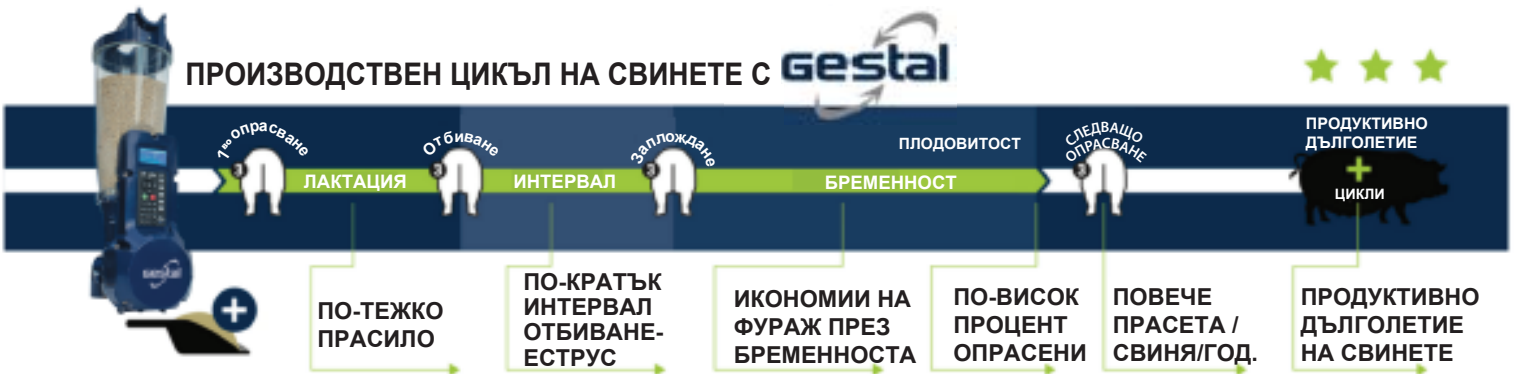 ПРОИЗВОДСТВЕН ЦИКЪЛ НА СВИНЕТЕ С Gestal
1во опрасване
Отбиване
Заплождане
ПЛОДОВИТОСТ
СЛЕДВАЩО
ОПРАСВАНЕ
ПРОДУКТИВНО
ДЪЛГОЛЕТИЕ
ЛАКТАЦИЯ
ИНТЕРВАЛ
БРЕМЕННОСТ
+
ЦИКЛИ
Gestal
+
ПО-ТЕЖКО
ПРАСИЛО
ПО-КРАТЪК
ИНТЕРВАЛ
ОТБИВАНЕ-
ЕСТРУС
ИКОНОМИИ НА
ФУРАЖ ПРЕЗ
БРЕМЕННОСТА
ПО-ВИСОК
ПРОЦЕНТ
ОПРАСЕНИ
ПОВЕЧЕ
ПРАСЕТА /
СВИНЯ/ГОД.
ПРОДУКТИВНО
ДЪЛГОЛЕТИЕ
НА СВИНЕТЕ